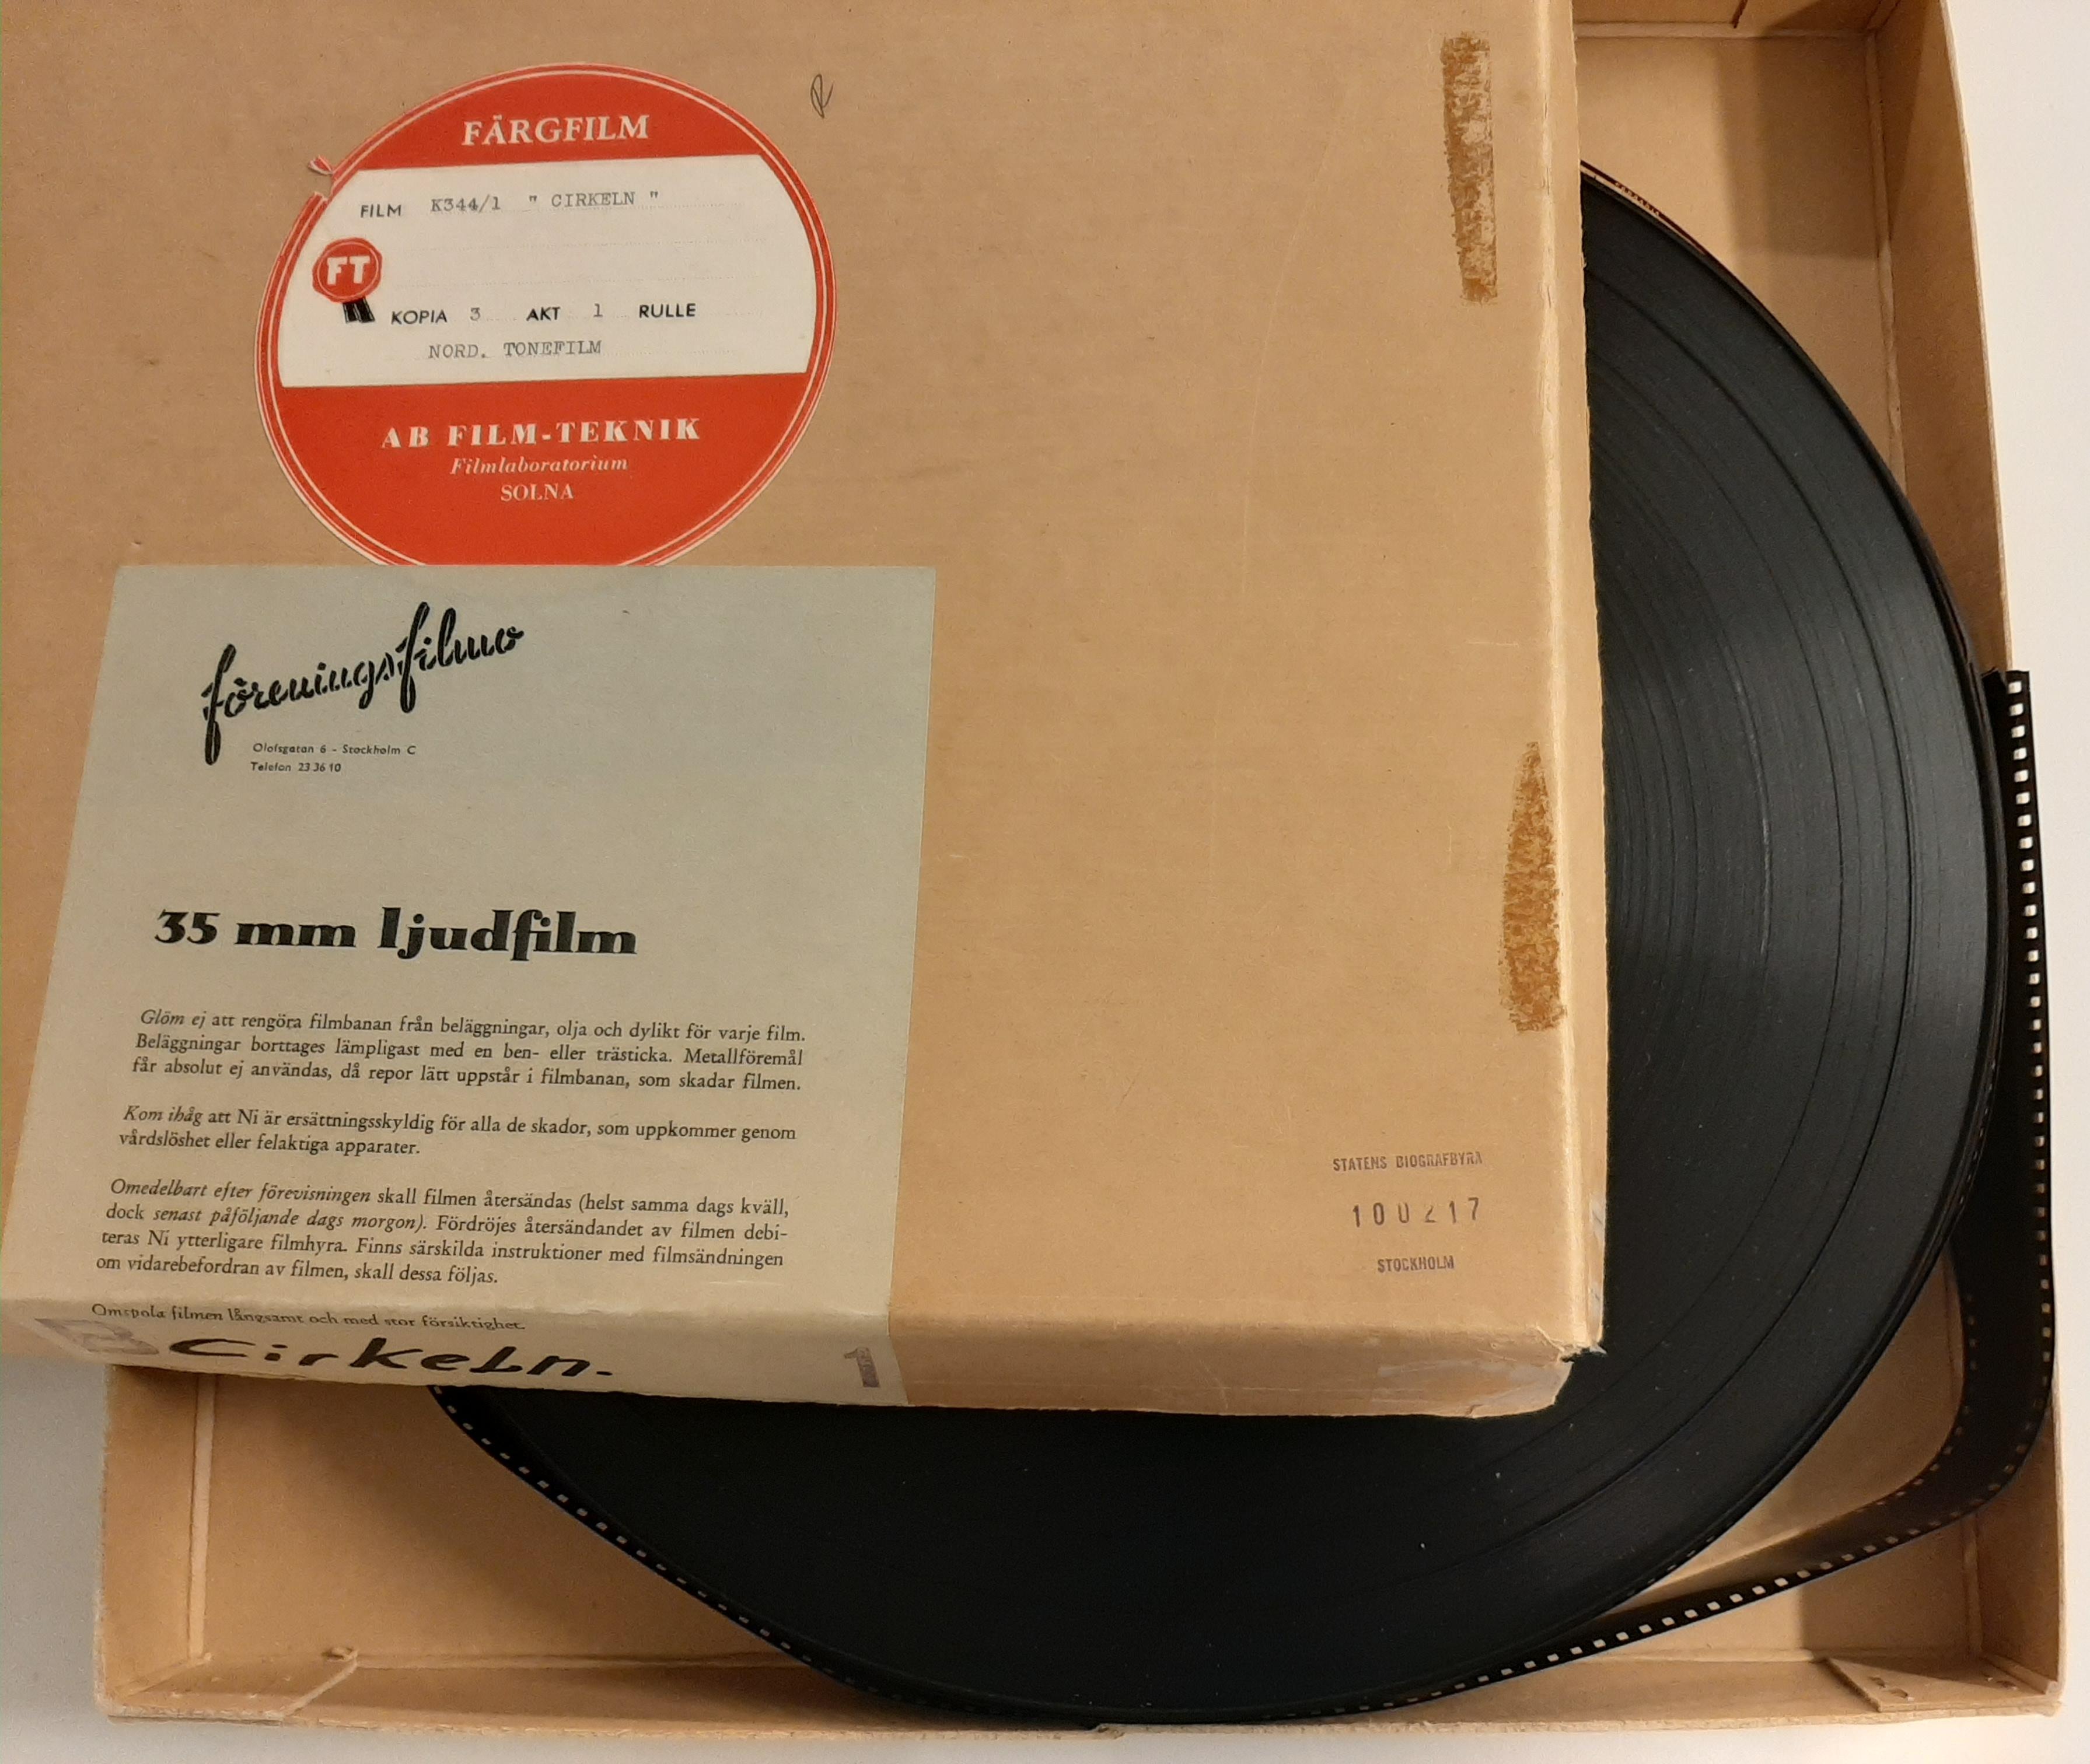 R
FÄRGFILM
FILM K344/1 " CIRKELN "
FT
KOPIA 3 AKT 1 RULLE
NORD. TONEFILM
AB FILM-TEKNIK
Filmlaboratorium
SOLNA
föreningsfilmo
Olofsgatan 6 - Stockholm C
Telefon 23 36 10
35 mm ljudfilm
Glöm ej att rengöra filmbanan från beläggningar, olja och dylikt för varje film.
Beläggningar borttages lämpligast med en ben- eller trästicka. Metallföremål
får absolut ej användas, då repor lätt uppstår i filmbanan, som skadar filmen.
Kom ihåg att Ni är ersättningsskyldig för alla de skador, som uppkommer genom
vårdslöshet eller felaktiga apparater.
Omedelbart efter förevisningen skall filmen återsändas (helst samma dags kväll,
dock senast påföljande dags morgon). Fördröjes återsändandet av filmen debi-
teras Ni ytterligare filmhyra. Finns särskilda instruktioner med filmsändningen
om vidarebefordran av filmen, skall dessa följas.
Omspola filmen långsamt och med stor försiktighet.
B Cirkeln. 1
STATENS BIOGRAFBYRÅ
100217
STOCKHOLM